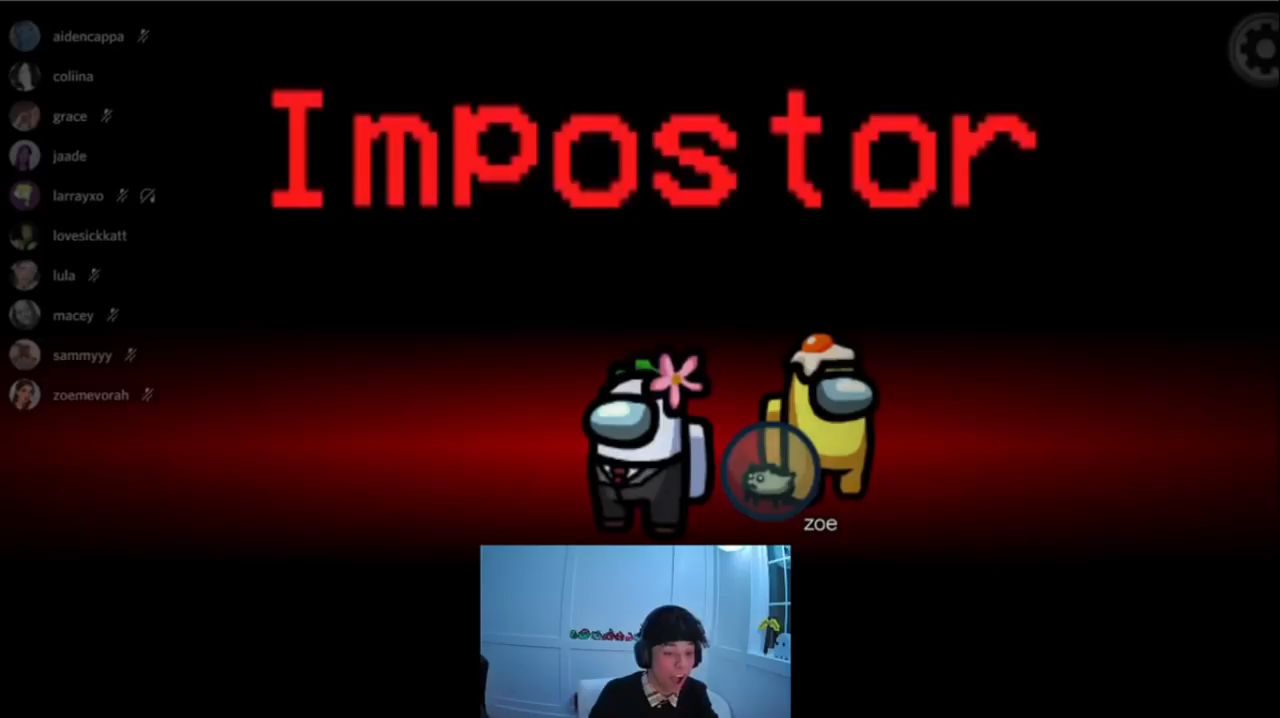 aidencappa
coliina
grace
jaade
larrayxo
lovesickkatt
lula
macey
sammyyy
zoemevorah
Impostor
zoe